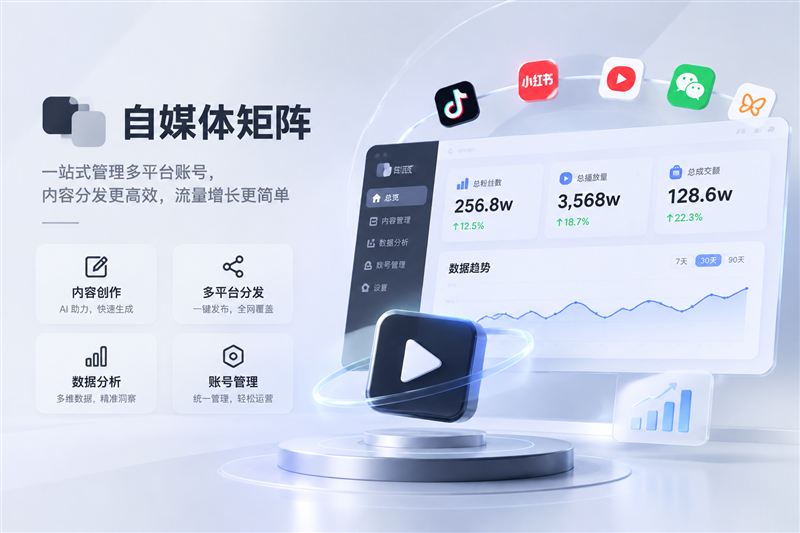 自媒体矩阵
一站式管理多平台账号，
内容分发更高效，流量增长更简单
内容创作
AI 助力，快速生成
多平台分发
一键发布，全网覆盖
数据分析
多维数据，精准洞察
账号管理
统一管理，轻松运营
小红书
总览
内容管理
数据分析
账号管理
设置
总粉丝数
256.8w
↑12.5%
总播放量
3,568w
↑18.7%
总成交额
128.6w
↑22.3%
数据趋势
7天 30天 90天